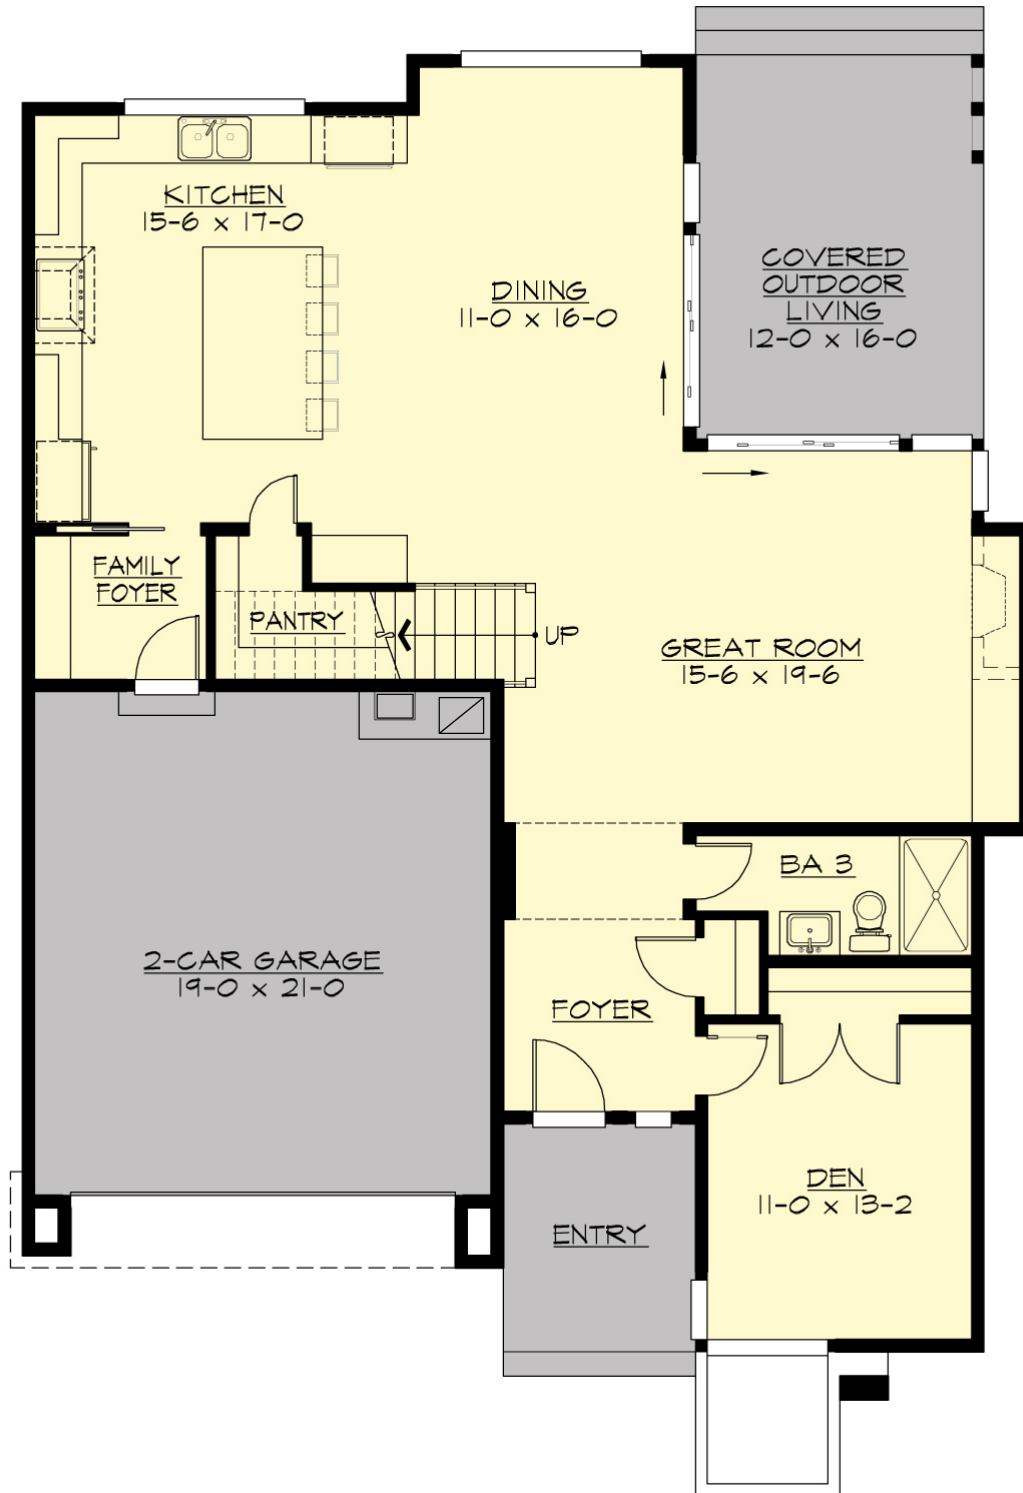 KITCHEN
15-6 x 17-0
DINING
11-0 x 16-0
COVERED
OUTDOOR
LIVING
12-0 x 16-0
FAMILY
FOYER
PANTRY
UP
GREAT ROOM
15-6 x 19-6
BA 3
2-CAR GARAGE
19-0 x 21-0
FOYER
DEN
11-0 x 13-2
ENTRY